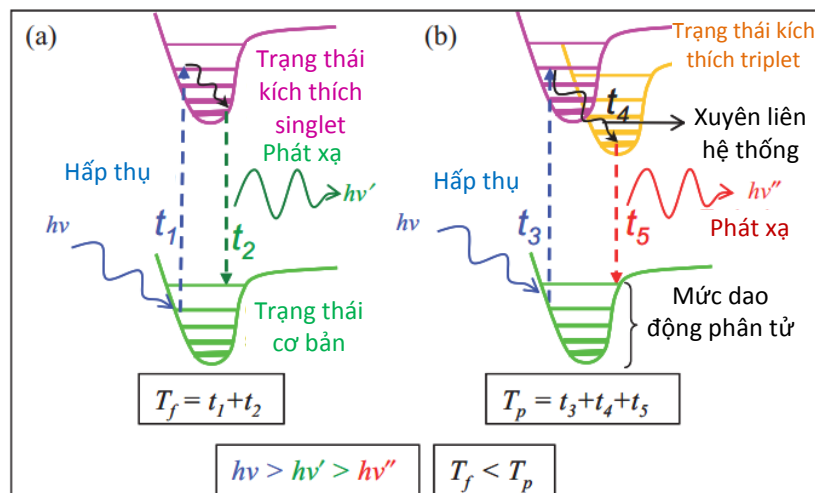 (a)
Trạng thái
kích thích
singlet
Phát xạ
Hấp thụ
hν
hν′
t1
t2
Trạng thái
cơ bản
Tf = t1+t2
(b)
Trạng thái kích
thích triplet
t4
Xuyên liên
hệ thống
Hấp thụ
hν
hν″
Phát xạ
t3
t5
Mức dao
động phân tử
Tp = t3+t4+t5
hν > hν′ > hν″
Tf < Tp